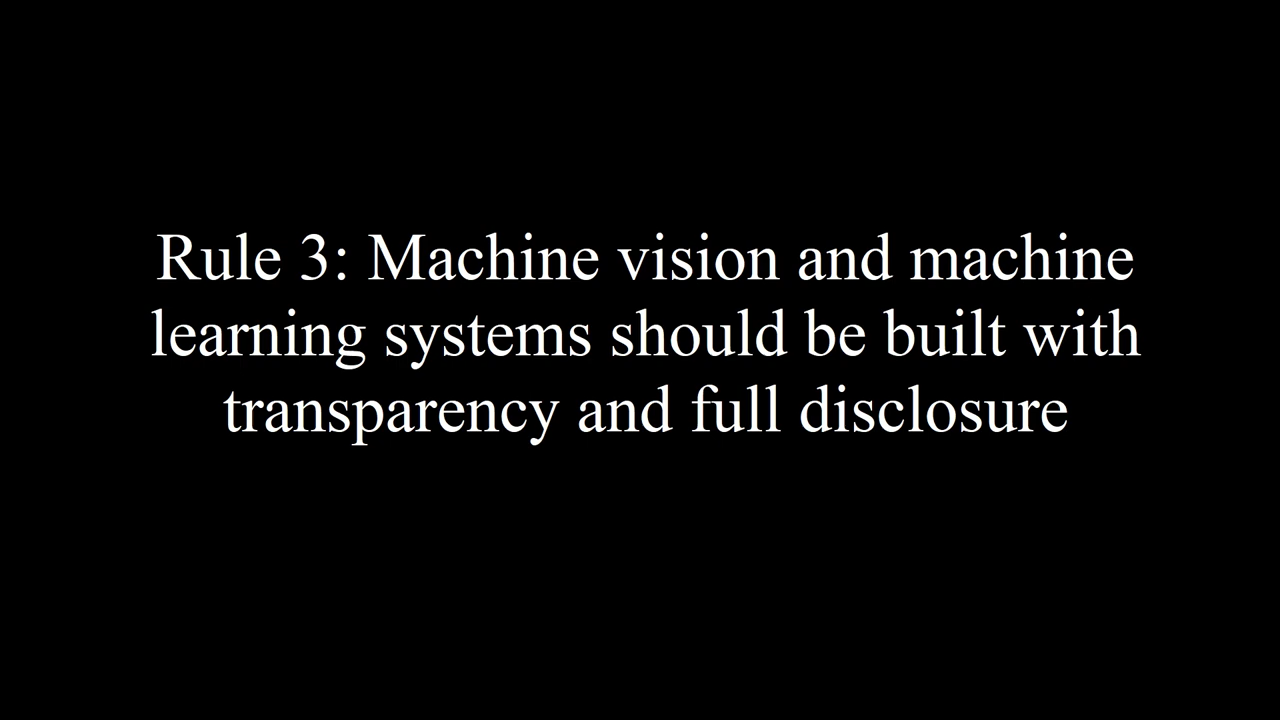 Rule 3: Machine vision and machine
learning systems should be built with
transparency and full disclosure